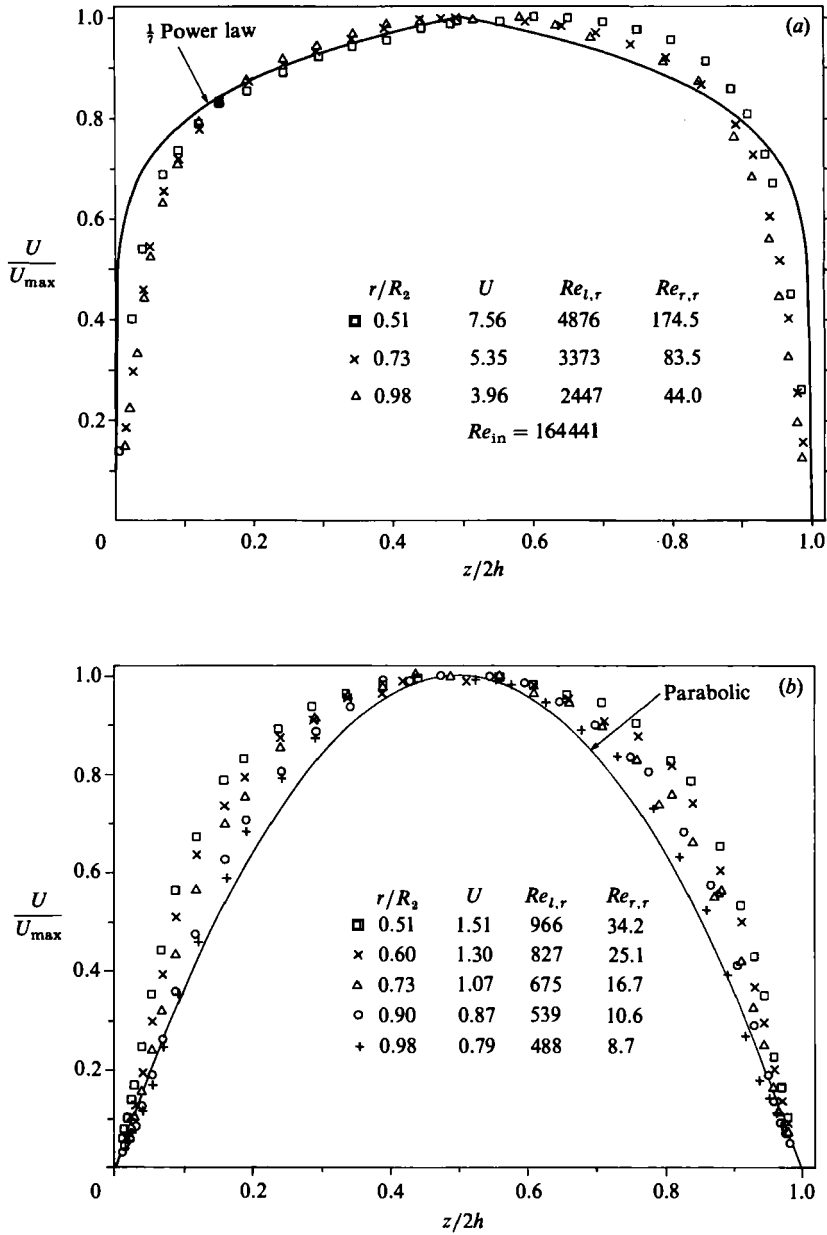 (a)
1/7 Power law
1.0
0.8
0.6
0.4
0.2
U
U_max
r/R_2 U Re_{l,r} Re_{r,r}
□ 0.51 7.56 4876 174.5
× 0.73 5.35 3373 83.5
△ 0.98 3.96 2447 44.0
Re_in = 164441
0 0.2 0.4 0.6 0.8 1.0
z/2h
(b)
Parabolic
1.0
0.8
0.6
0.4
0.2
U
U_max
r/R_2 U Re_{l,r} Re_{r,r}
□ 0.51 1.51 966 34.2
× 0.60 1.30 827 25.1
△ 0.73 1.07 675 16.7
○ 0.90 0.87 539 10.6
+ 0.98 0.79 488 8.7
0 0.2 0.4 0.6 0.8 1.0
z/2h